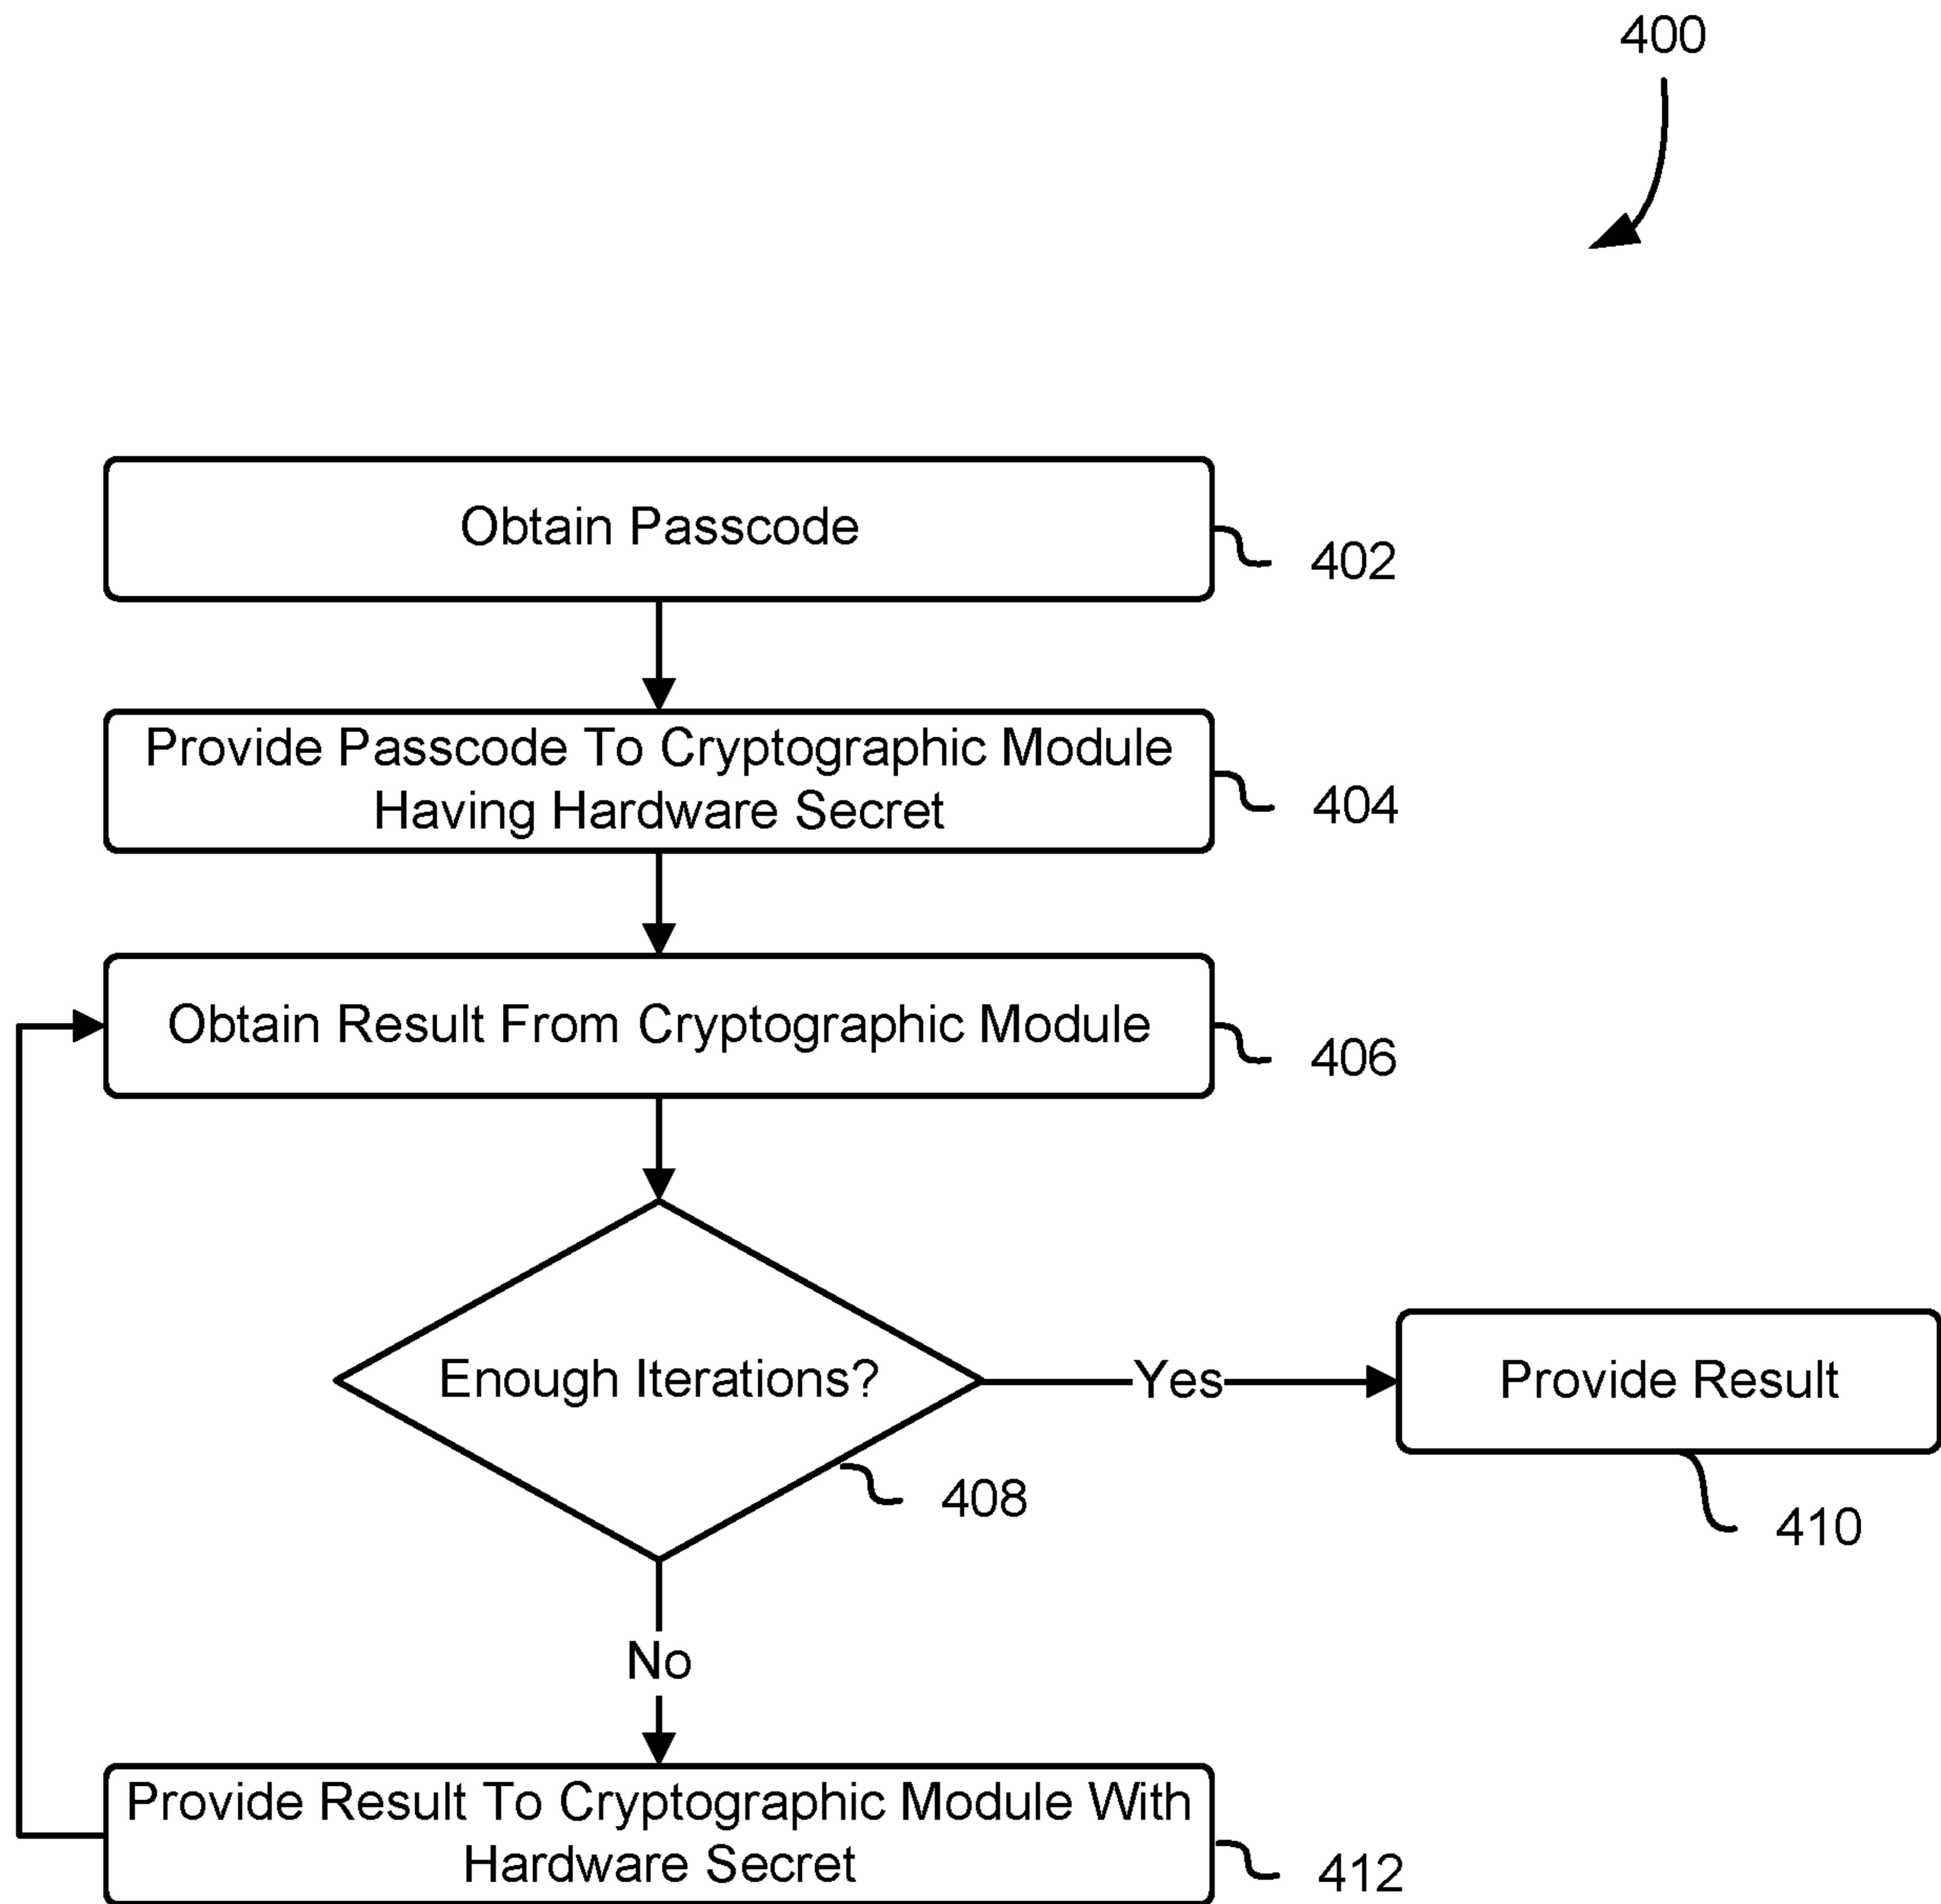 400
Obtain Passcode
402
Provide Passcode To Cryptographic Module
Having Hardware Secret
404
Obtain Result From Cryptographic Module
406
Enough Iterations?
Yes
Provide Result
408
410
No
Provide Result To Cryptographic Module With
Hardware Secret
412